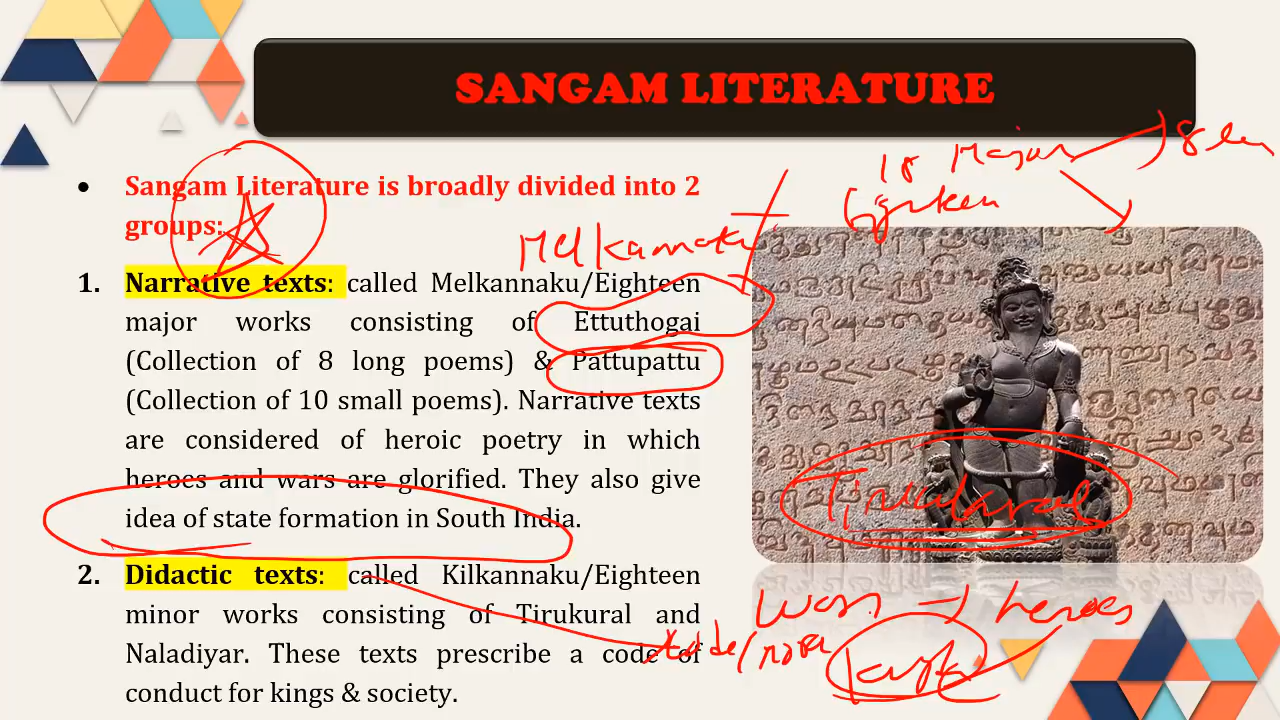 SANGAM LITERATURE
18 Major
8
Sangam Literature is broadly divided into 2
groups:
Melkannaku
1. Narrative texts: called Melkannaku/Eighteen
major works consisting of Ettuthogai
(Collection of 8 long poems) & Pattupattu
(Collection of 10 small poems). Narrative texts
are considered of heroic poetry in which
heroes and wars are glorified. They also give
idea of state formation in South India.
Tirukural
2. Didactic texts: called Kilkannaku/Eighteen
minor works consisting of Tirukural and
Naladiyar. These texts prescribe a code of
conduct for kings & society.
heroes